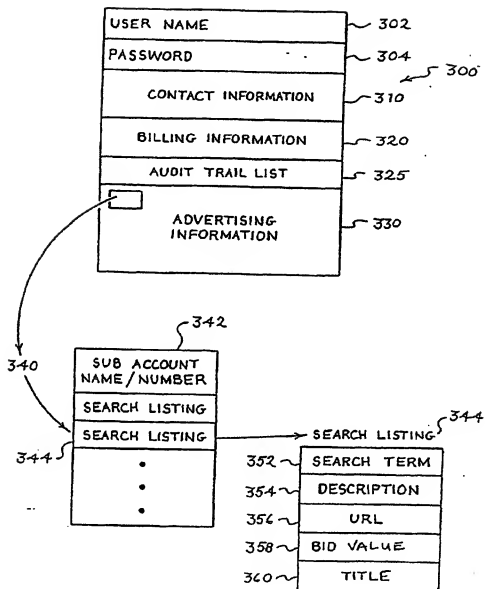 USER NAME 302
PASSWORD 304
300
CONTACT INFORMATION 310
BILLING INFORMATION 320
AUDIT TRAIL LIST 325
ADVERTISING 330
INFORMATION
342
340
SUB ACCOUNT
NAME/NUMBER
SEARCH LISTING
SEARCH LISTING
344
SEARCH LISTING 344
352 SEARCH TERM
354 DESCRIPTION
356 URL
358 BID VALUE
360 TITLE